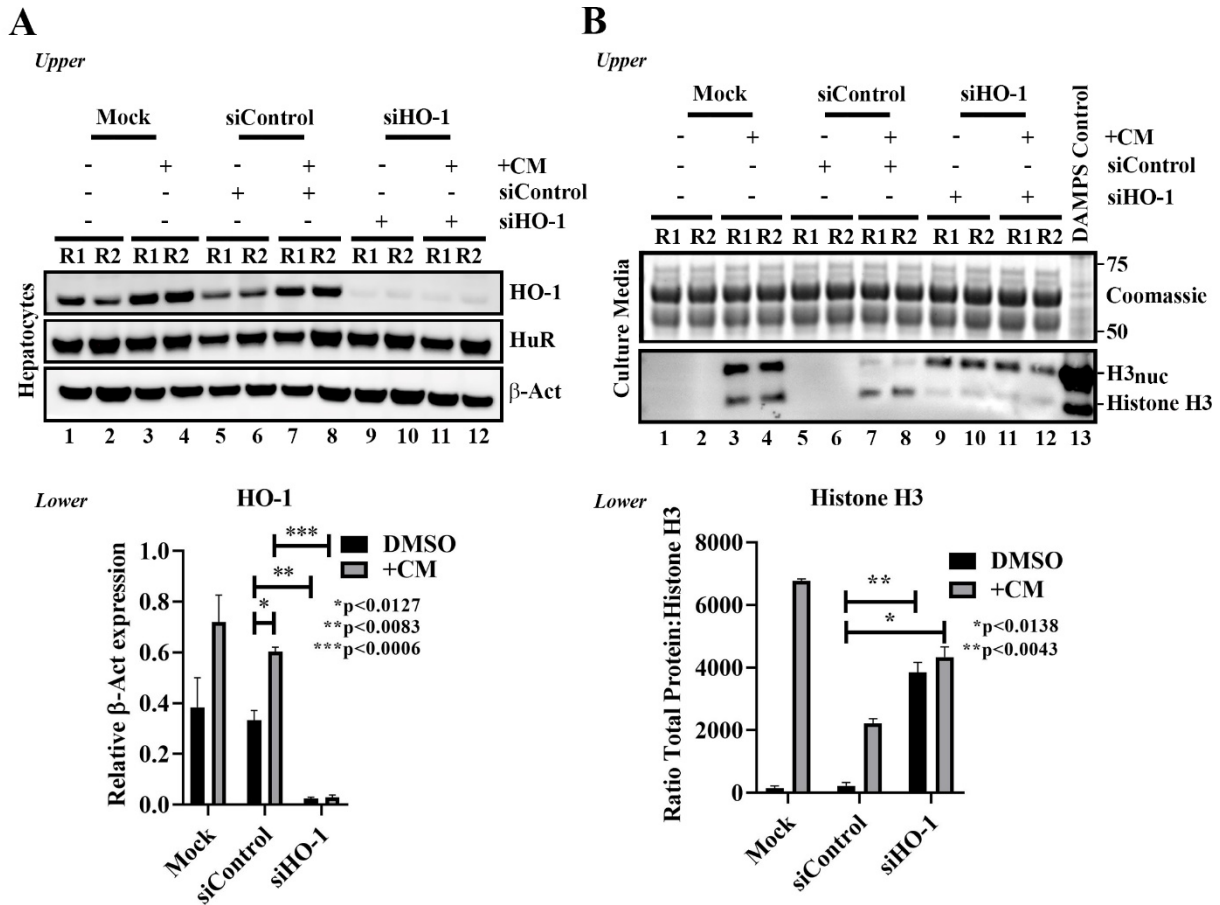 A
Upper
Mock siControl siHO-1
- + - + - + +CM
- - + + - - siControl
- - - - + + siHO-1
R1 R2 R1 R2 R1 R2 R1 R2 R1 R2 R1 R2
Hepatocytes
HO-1
HuR
β-Act
1 2 3 4 5 6 7 8 9 10 11 12
Lower
HO-1
Relative β-Act expression
1.0
0.8
0.6
0.4
0.2
0.0
***
**
*
DMSO
+CM
*p<0.0127
**p<0.0083
***p<0.0006
Mock siControl siHO-1
B
Upper
Mock siControl siHO-1
- + - + - + +CM
- - + + - - siControl
- - - - + + siHO-1
DAMPS Control
R1 R2 R1 R2 R1 R2 R1 R2 R1 R2 R1 R2
Culture Media
75
Coomassic
50
H3nuc
Histone H3
1 2 3 4 5 6 7 8 9 10 11 12 13
Lower
Histone H3
Ratio Total Protein:Histone H3
8000
6000
4000
2000
0
**
*
DMSO
+CM
*p<0.0138
**p<0.0043
Mock siControl siHO-1